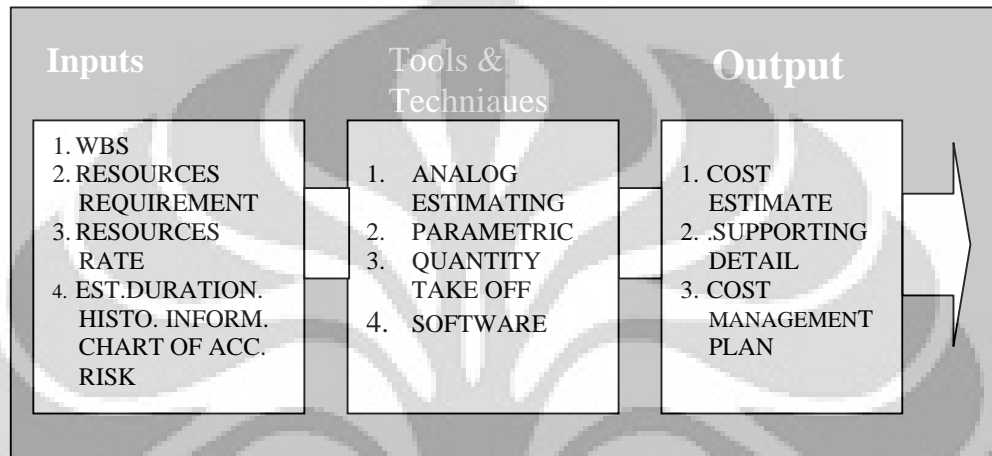 Inputs
1. WBS
2. RESOURCES
REQUIREMENT
3. RESOURCES
RATE
4. EST.DURATION.
HISTO. INFORM.
CHART OF ACC.
RISK
Tools &
Techniaues
1. ANALOG
ESTIMATING
2. PARAMETRIC
3. QUANTITY
TAKE OFF
4. SOFTWARE
Output
1. COST
ESTIMATE
2. .SUPPORTING
DETAIL
3. COST
MANAGEMENT
PLAN